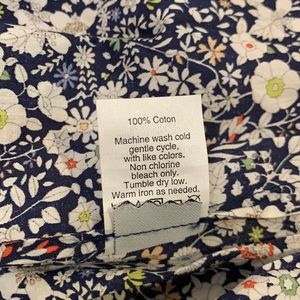 100% Coton
Machine wash cold
gentle cycle,
with like colors.
Non chlorine
bleach only.
Tumble dry low.
Warm iron as needed.